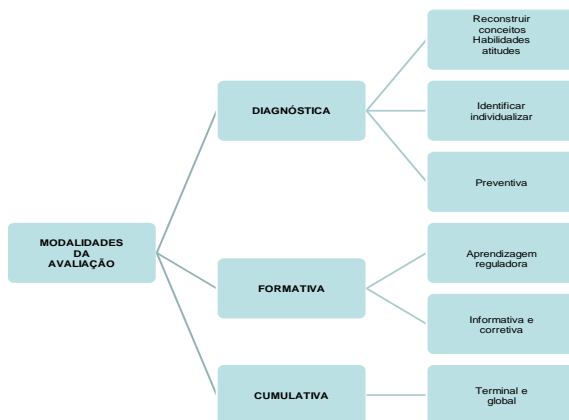 MODALIDADES
DA
AVALIAÇÃO
DIAGNÓSTICA
Reconstruir
conceitos
Habilidades
atitudes
Identificar
individualizar
Preventiva
FORMATIVA
Aprendizagem
reguladora
Informativa e
corretiva
CUMULATIVA
Terminal e
global